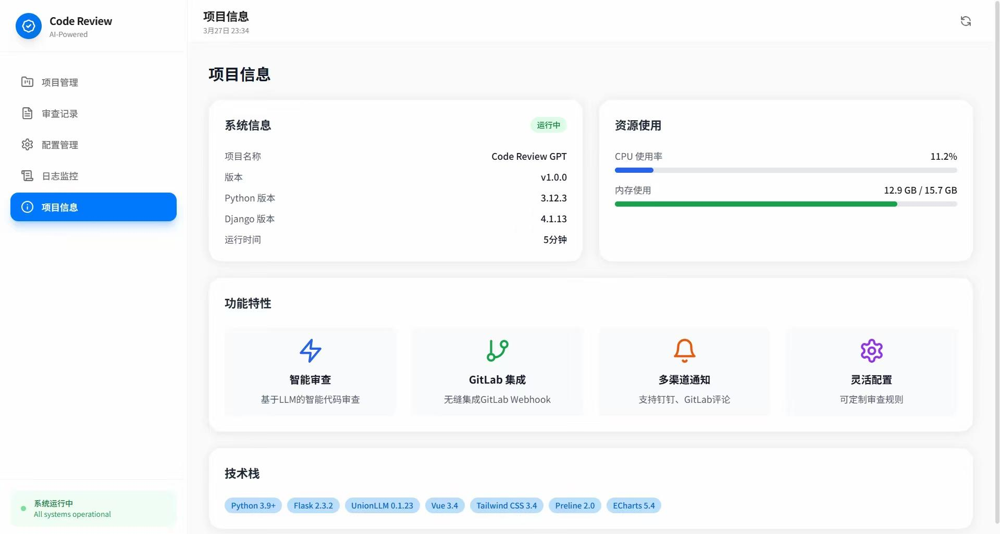 Code Review
AI-Powered
项目管理
审查记录
配置管理
日志监控
项目信息
系统运行中
All systems operational
项目信息
3月27日 23:34
项目信息
系统信息
运行中
项目名称 Code Review GPT
版本 v1.0.0
Python 版本 3.12.3
Django 版本 4.1.13
运行时间 5分钟
资源使用
CPU 使用率 11.2%
内存使用 12.9 GB / 15.7 GB
功能特性
智能审查
基于LLM的智能代码审查
GitLab 集成
无缝集成GitLab Webhook
多渠道通知
支持钉钉、GitLab评论
灵活配置
可定制审查规则
技术栈
Python 3.9+ Flask 2.3.2 UnionLLM 0.1.23 Vue 3.4 Tailwind CSS 3.4 Preline 2.0 ECharts 5.4